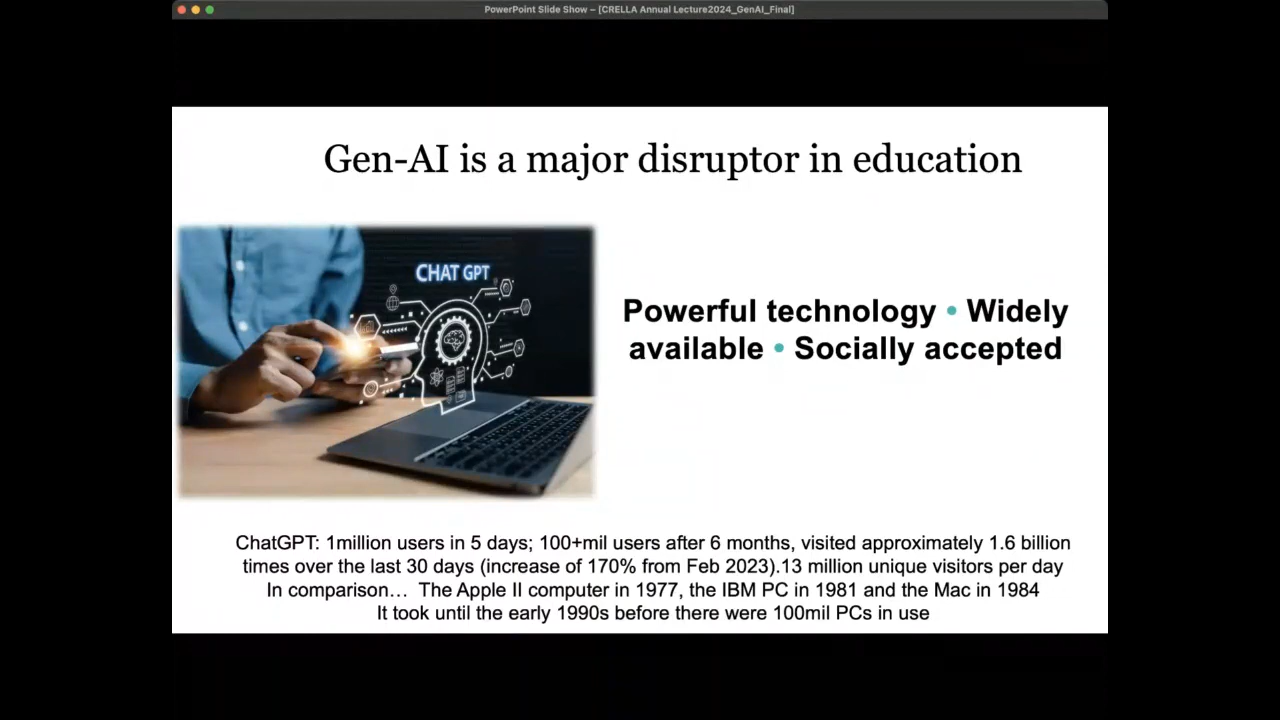 PowerPoint Slide Show – [CRELLA Annual Lecture2024_GenAI_Final]
Gen-AI is a major disruptor in education
CHAT GPT
Powerful technology • Widely
available • Socially accepted
ChatGPT: 1million users in 5 days; 100+mil users after 6 months, visited approximately 1.6 billion
times over the last 30 days (increase of 170% from Feb 2023).13 million unique visitors per day
In comparison… The Apple II computer in 1977, the IBM PC in 1981 and the Mac in 1984
It took until the early 1990s before there were 100mil PCs in use